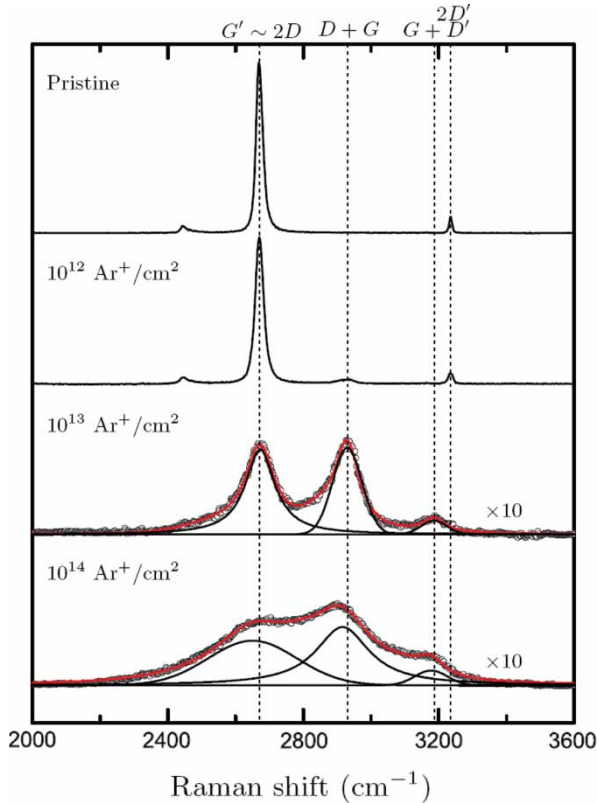 2D′
G′ ∼ 2D D + G G + D′
Pristine
10¹² Ar⁺/cm²
10¹³ Ar⁺/cm²
×10
10¹⁴ Ar⁺/cm²
×10
2000 2400 2800 3200 3600
Raman shift (cm⁻¹)